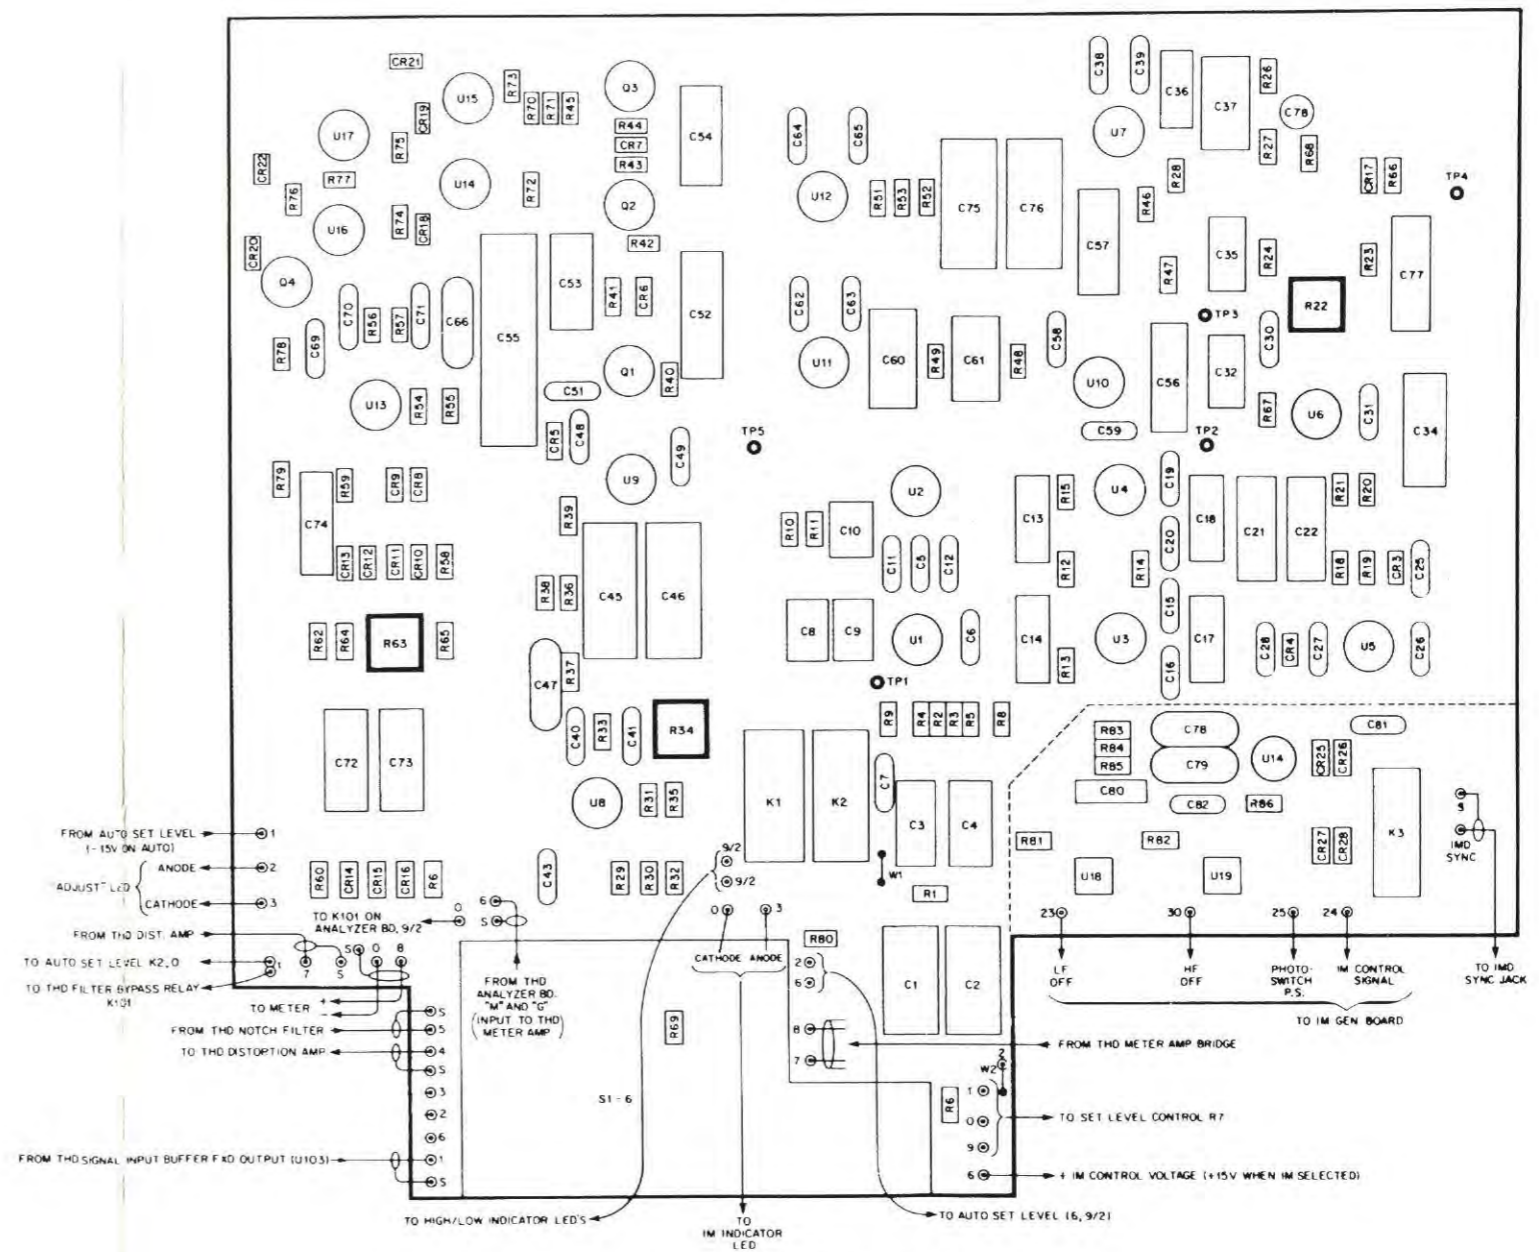 CR21
U15
R73
R70
R71
R45
Q3
C54
C38
C39
C36
C37
R26
C78
U17
CR19
R75
R44
CR7
R43
C64
C65
U7
R27
R68
CR22
R76
R77
U14
R72
Q2
U12
R51
R53
R52
C75
C76
R28
CR17
R66
TP4
U16
R74
CR18
R42
C57
R46
C35
R24
R23
C77
CR20
Q4
C70
R56
R57
C71
C66
C55
C53
R41
CR6
C52
C62
C63
R47
R22
TP3
R78
C69
Q1
R40
U11
C60
R49
C61
R48
C58
U10
C56
C32
C30
U13
R54
R55
C51
CR5
C48
C49
TP5
C59
TP2
R67
U6
C31
C34
R79
C74
R59
CR9
CR8
U9
R39
U2
C13
R15
U4
C19
C18
C21
C22
R21
R20
R10
R11
C10
CR13
CR12
CR11
CR10
R58
R38
R36
C45
C46
C11
C5
C12
R12
R14
C20
R18
R19
CR3
C25
R62
R64
R63
R65
C47
R37
C8
C9
U1
C6
C14
R13
U3
C15
C16
C17
C28
CR4
C27
U5
C26
TP1
C72
C73
C40
R33
C41
R34
R9
R4
R2
R3
R5
R8
R83
R84
R85
C78
C79
C81
U14
CR25
CR26
U8
R31
R35
K1
K2
C7
C3
C4
C80
C82
R86
K3
FROM AUTO SET LEVEL
(-15V ON AUTO)
1
R81
R82
CR27
CR28
S
9
IMD
SYNC
ANODE
2
"ADJUST" LED
CATHODE
3
R60
CR14
CR15
CR16
R6
C43
R29
R30
R32
9/2
9/2
W1
R1
U18
U19
6
S
TO K101 ON
ANALYZER BD, 9/2
0
0
3
23
30
25
24
FROM THD DIST. AMP
S
0
8
TO AUTO SET LEVEL K2,0
1
7
S
TO THD FILTER BYPASS RELAY
K101
CATHODE
ANODE
R80
2
6
C1
C2
LF
OFF
HF
OFF
PHOTO-
SWITCH
P.S.
IM CONTROL
SIGNAL
TO IMD
SYNC JACK
TO METER
+
-
FROM THD
ANALYZER BD.
"M" AND "G"
(INPUT TO THD
METER AMP)
S
FROM THD NOTCH FILTER
5
R69
8
TO IM GEN BOARD
TO THD DISTORTION AMP
4
S
7
FROM THD METER AMP BRIDGE
2
W2
3
S1-6
1
R6
2
0
TO SET LEVEL CONTROL R7
6
9
FROM THD SIGNAL INPUT BUFFER FXD OUTPUT (U103)
1
S
6
+ IM CONTROL VOLTAGE (+15V WHEN IM SELECTED)
TO HIGH/LOW INDICATOR LED'S
TO
IM INDICATOR
LED
TO AUTO SET LEVEL (6, 9/2)